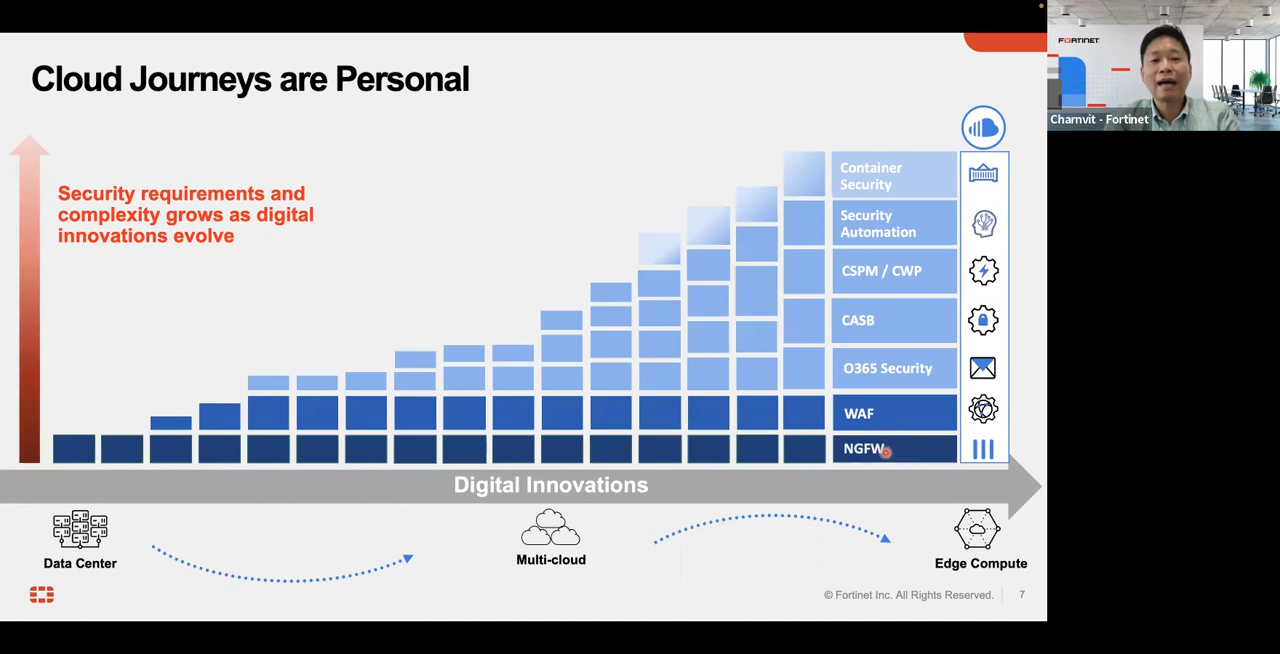 Cloud Journeys are Personal
Security requirements and
complexity grows as digital
innovations evolve
Container
Security
Security
Automation
CSPM / CWP
CASB
O365 Security
WAF
NGFW
Digital Innovations
Data Center
Multi-cloud
Edge Compute
© Fortinet Inc. All Rights Reserved.
7
FORTINET
Charnvit - Fortinet